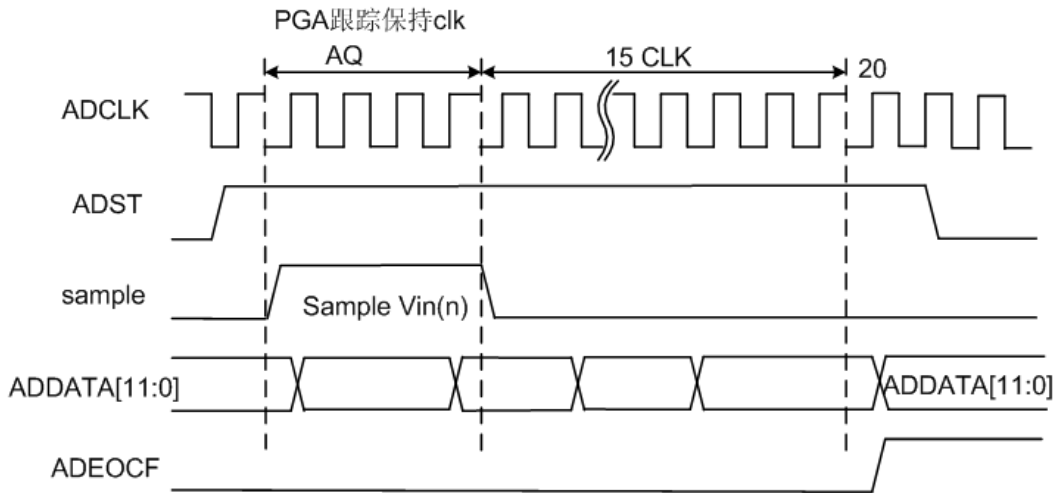 PGA跟踪保持clk
AQ
15 CLK
20
ADCLK
ADST
sample
Sample Vin(n)
ADDATA[11:0]
ADDATA[11:0]
ADEOCF